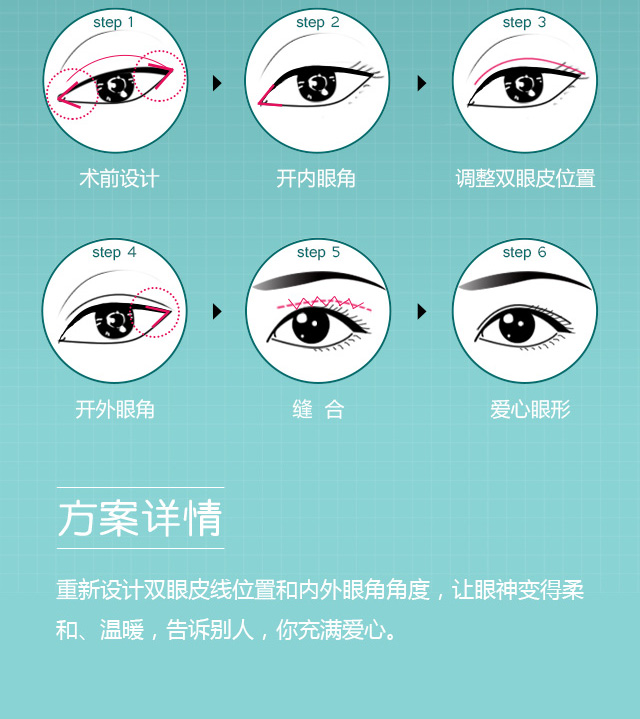 step 1
step 2
step 3
术前设计
开内眼角
调整双眼皮位置
step 4
step 5
step 6
开外眼角
缝 合
爱心眼形
方案详情
重新设计双眼皮线位置和内外眼角角度，让眼神变得柔
和、温暖，告诉别人，你充满爱心。